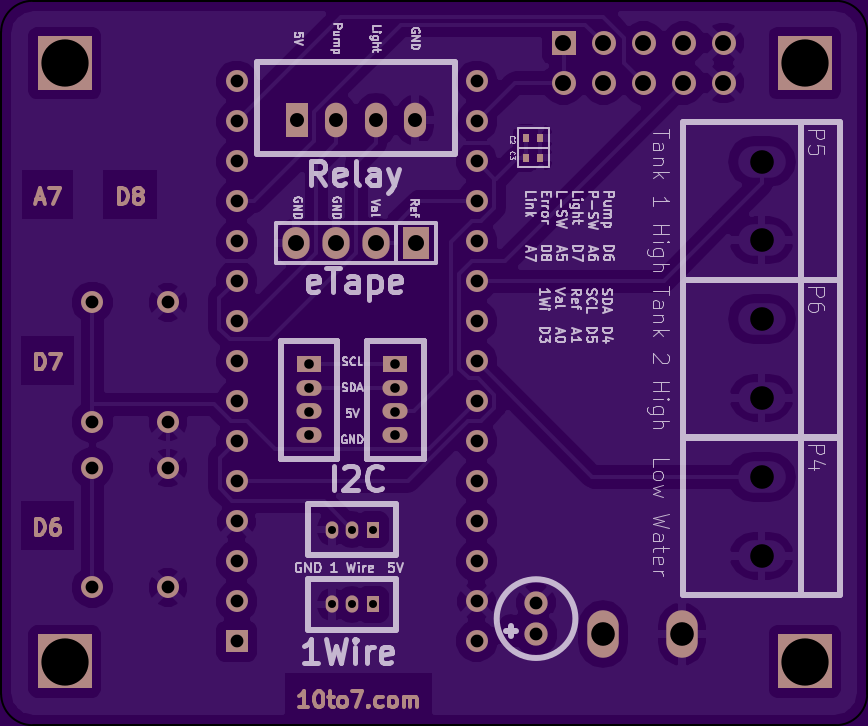 5V
Pump
Light
GND
Relay
GND
GND
Val
Ref
eTape
A7
D8
D7
D6
SCL
SDA
5V
GND
I2C
GND 1 Wire 5V
1Wire
10to7.com
Pump D6
P-SW A6
Light D7
L-SW A5
Error D8
Link A7
SDA D4
SCL D5
Ref A1
Val A0
1Wi D3
P5
Tank 1 High
P6
Tank 2 High
P4
Low Water
+